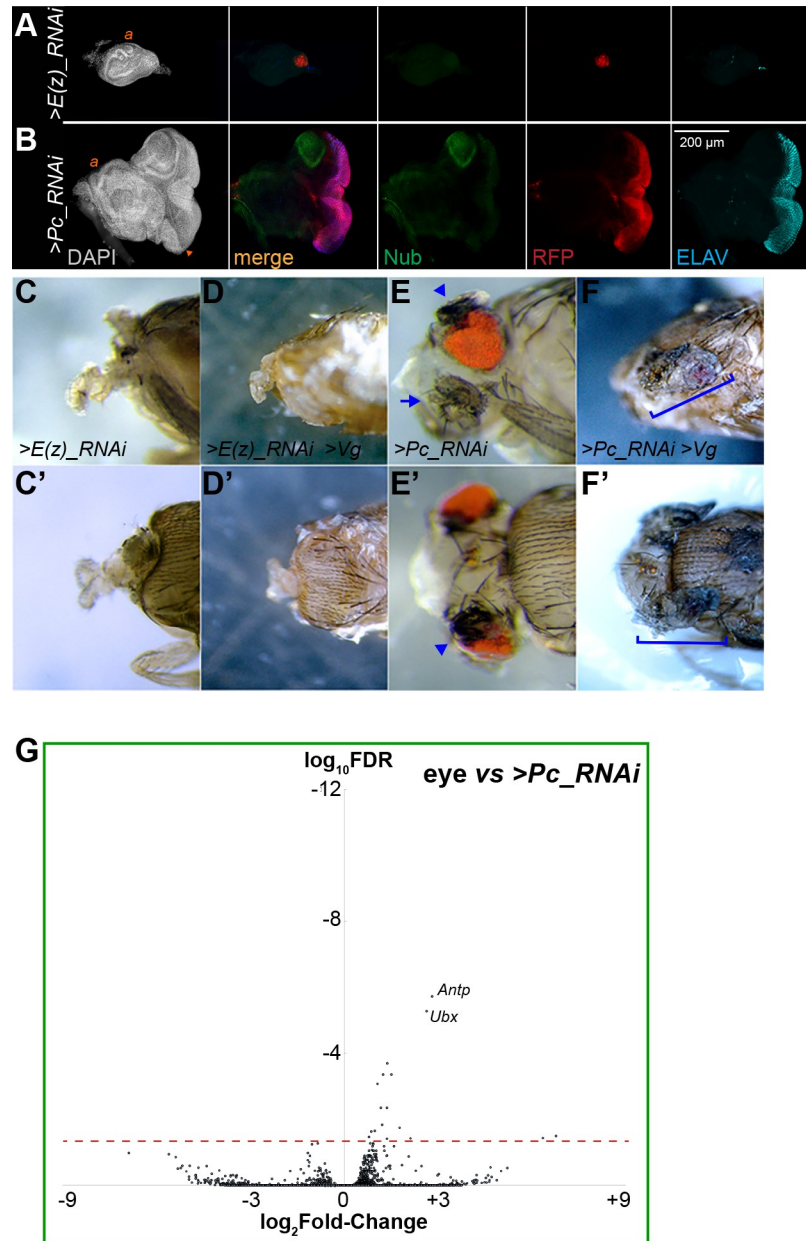 A
>E(z)_RNAi
a
B
>Pc_RNAi
a
200 µm
DAPI
merge
Nub
RFP
ELAV
C
D
E
F
>E(z)_RNAi
>E(z)_RNAi >Vg
>Pc_RNAi
>Pc_RNAi >Vg
C’
D’
E’
F’
G
log10FDR
eye vs >Pc_RNAi
-12
-8
Antp
Ubx
-4
-9
-3
0
+3
+9
log2Fold-Change